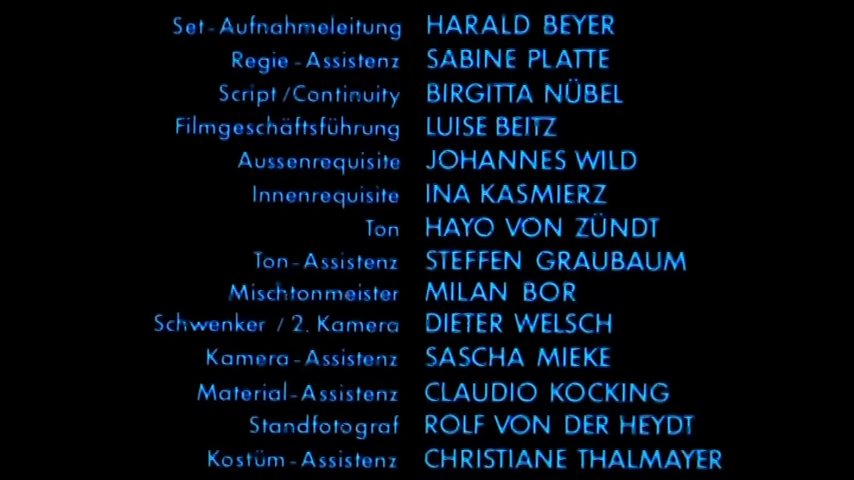 Set-Aufnahmeleitung HARALD BEYER
Regie-Assistenz SABINE PLATTE
Script/Continuity BIRGITTA NÜBEL
Filmgeschäftsführung LUISE BEITZ
Aussenrequisite JOHANNES WILD
Innenrequisite INA KASMIERZ
Ton HAYO VON ZÜNDT
Ton-Assistenz STEFFEN GRAUBAUM
Mischtonmeister MILAN BOR
Schwenker / 2. Kamera DIETER WELSCH
Kamera-Assistenz SASCHA MIEKE
Material-Assistenz CLAUDIO KOCKING
Standfotograf ROLF VON DER HEYDT
Kostüm-Assistenz CHRISTIANE THALMAYER